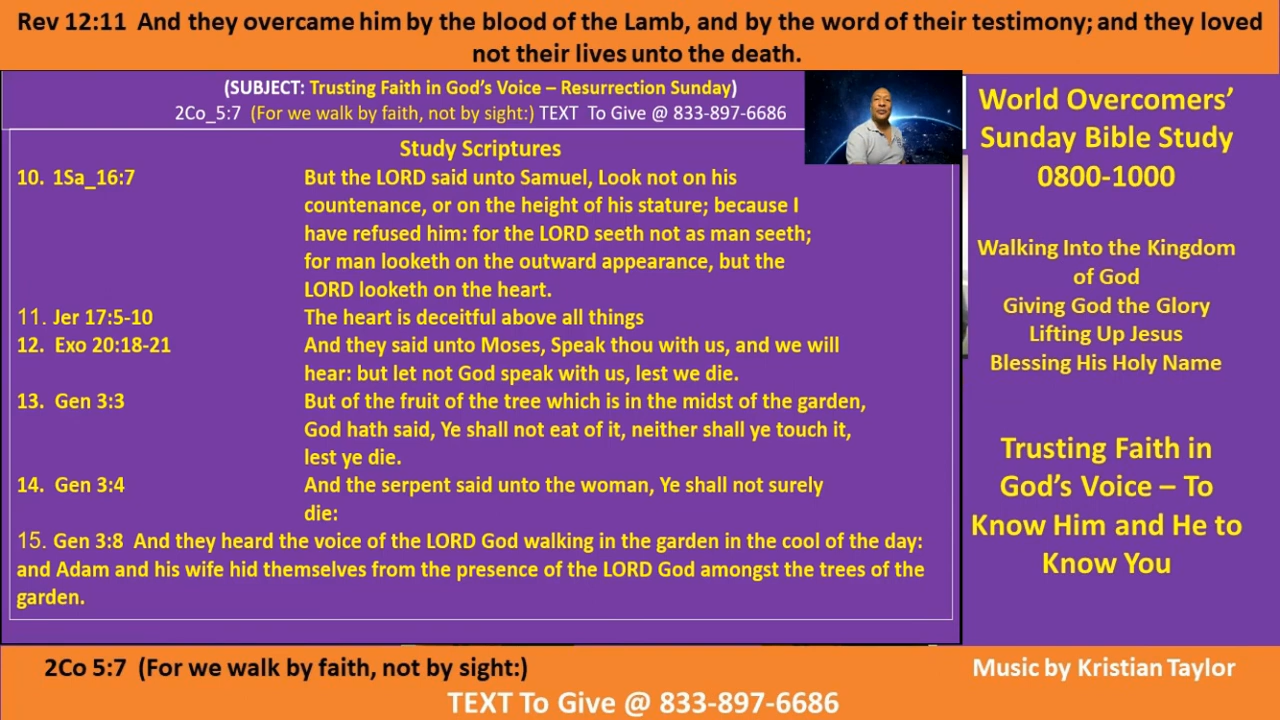 Rev 12:11 And they overcame him by the blood of the Lamb, and by the word of their testimony; and they loved
not their lives unto the death.
(SUBJECT: Trusting Faith in God's Voice – Resurrection Sunday)
2Co_5:7 (For we walk by faith, not by sight:) TEXT To Give @ 833-897-6686
Study Scriptures
10. 1Sa_16:7 But the LORD said unto Samuel, Look not on his
countenance, or on the height of his stature; because I
have refused him: for the LORD seeth not as man seeth;
for man looketh on the outward appearance, but the
LORD looketh on the heart.
11. Jer 17:5-10 The heart is deceitful above all things
12. Exo 20:18-21 And they said unto Moses, Speak thou with us, and we will
hear: but let not God speak with us, lest we die.
13. Gen 3:3 But of the fruit of the tree which is in the midst of the garden,
God hath said, Ye shall not eat of it, neither shall ye touch it,
lest ye die.
14. Gen 3:4 And the serpent said unto the woman, Ye shall not surely
die:
15. Gen 3:8 And they heard the voice of the LORD God walking in the garden in the cool of the day:
and Adam and his wife hid themselves from the presence of the LORD God amongst the trees of the
garden.
World Overcomers'
Sunday Bible Study
0800-1000
Walking Into the Kingdom
of God
Giving God the Glory
Lifting Up Jesus
Blessing His Holy Name
Trusting Faith in
God's Voice – To
Know Him and He to
Know You
2Co 5:7 (For we walk by faith, not by sight:)
Music by Kristian Taylor
TEXT To Give @ 833-897-6686